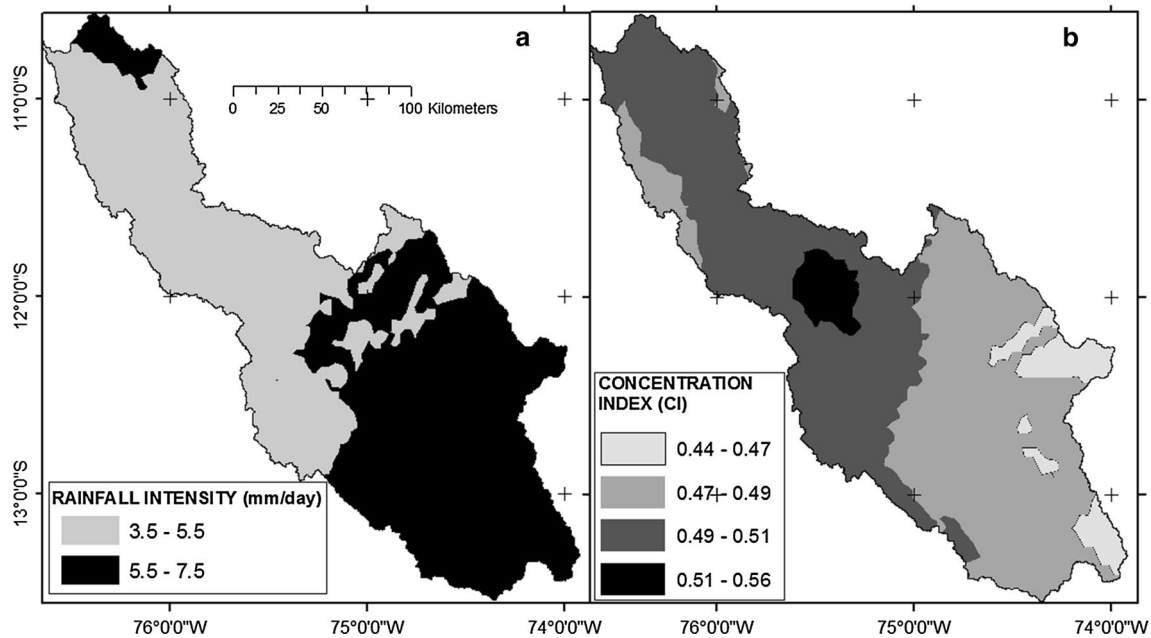 a
b
0 25 50 100 Kilometers
11°0'0"S
12°0'0"S
13°0'0"S
RAINFALL INTENSITY (mm/day)
3.5 - 5.5
5.5 - 7.5
CONCENTRATION
INDEX (CI)
0.44 - 0.47
0.47 - 0.49
0.49 - 0.51
0.51 - 0.56
76°0'0"W 75°0'0"W 74°0'0"W 76°0'0"W 75°0'0"W 74°0'0"W